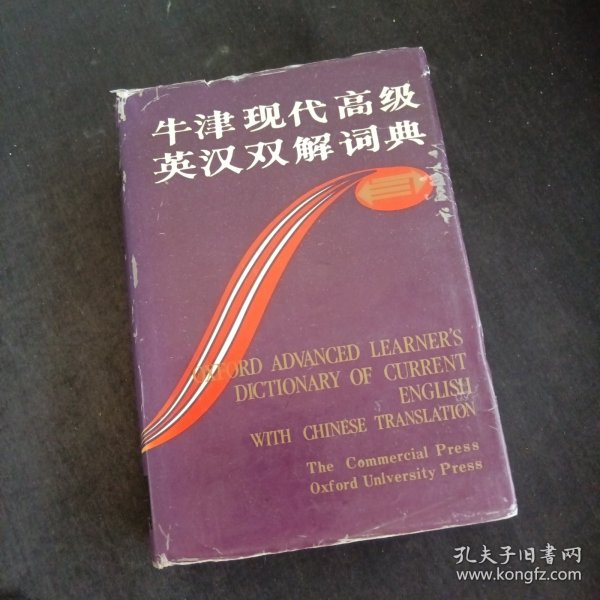 牛津现代高级
英汉双解词典
OXFORD ADVANCED LEARNER'S
DICTIONARY OF CURRENT
ENGLISH
WITH CHINESE TRANSLATION
The Commercial Press
Oxford University Press
孔夫子旧書网
www.kongfz.com